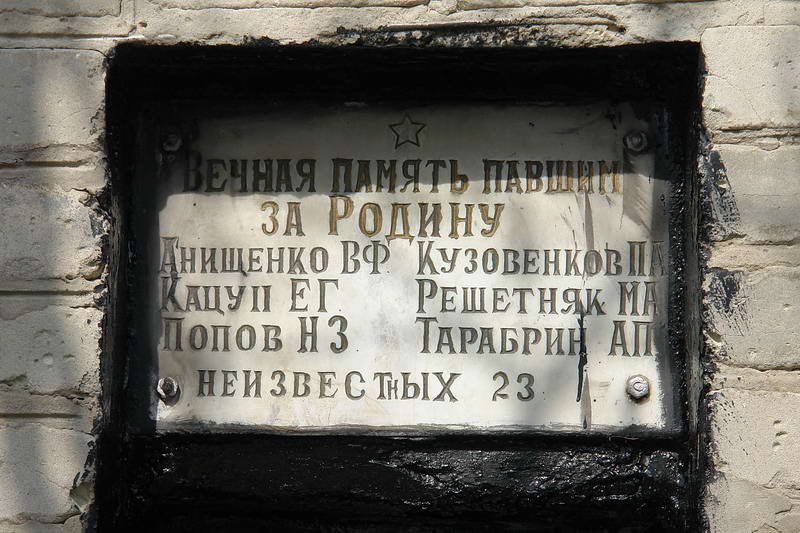 Вечная память павшим
за Родину
Анищенко ВФ Кузовенков ПА
Кацуп ЕГ Решетняк МА
Попов НЗ Тарабрин АП
неизвестных 23